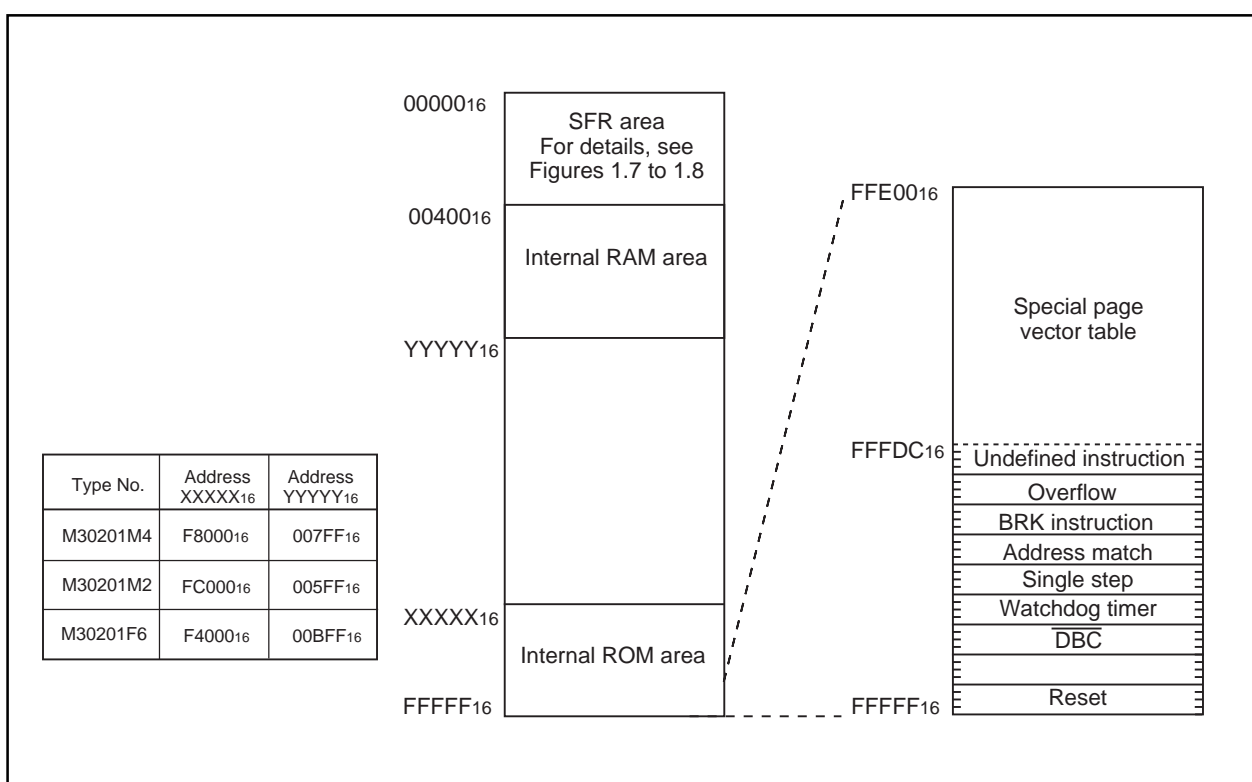 00000₁₆
SFR area
For details, see
Figures 1.7 to 1.8
00400₁₆
Internal RAM area
YYYYY₁₆
XXXXX₁₆
Internal ROM area
FFFFF₁₆
FFE00₁₆
Special page
vector table
FFFDC₁₆
Undefined instruction
Overflow
BRK instruction
Address match
Single step
Watchdog timer
DBC
Reset
FFFFF₁₆
Type No. Address XXXXX₁₆ Address YYYYY₁₆
M30201M4 F8000₁₆ 007FF₁₆
M30201M2 FC000₁₆ 005FF₁₆
M30201F6 F4000₁₆ 00BFF₁₆